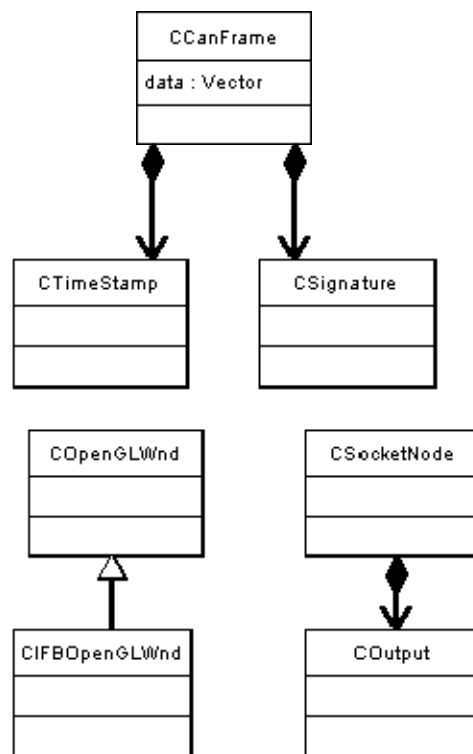 CCanFrame
data : Vector
CTimeStamp
CSignature
COpenGLWnd
CSocketNode
CIFBOpenGLWnd
COutput